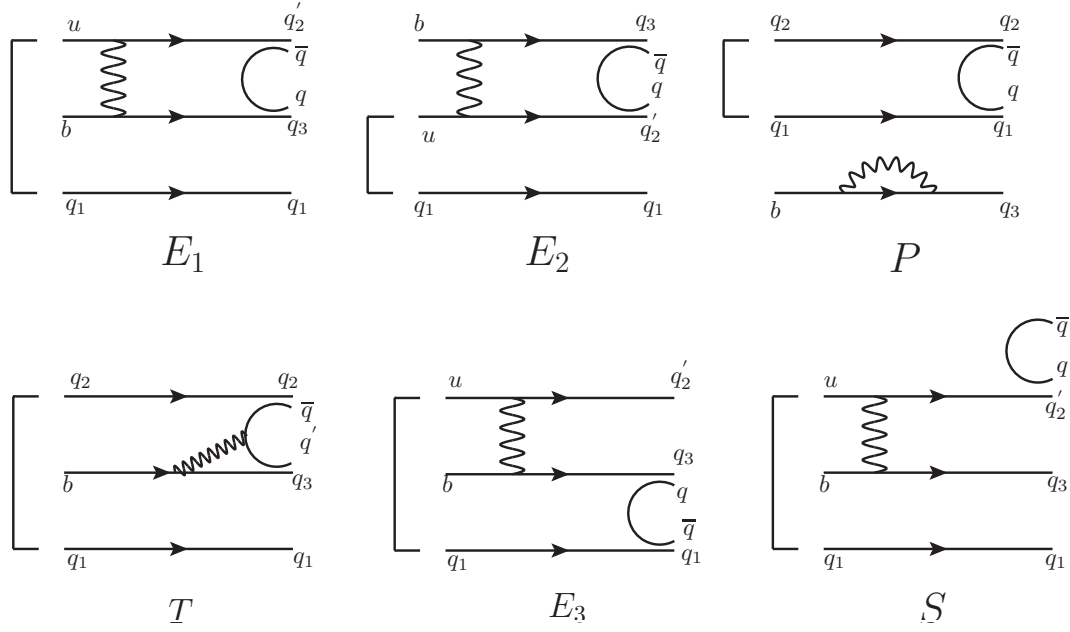 u q₂′ b q₃ q₂ q₂
q̅ q̅ q̅
q q q
b q₃ u q₂′ q₁ q₁
q₁ q₁ q₁ q₁ b q₃
E₁ E₂ P
q̅
q
q₂ q₂ u q₂′ u q₂′
q̅
q′
b q₃ b q₃ b q₃
q
q̅
q₁ q₁ q₁ q₁ q₁ q₁
T E₃ S